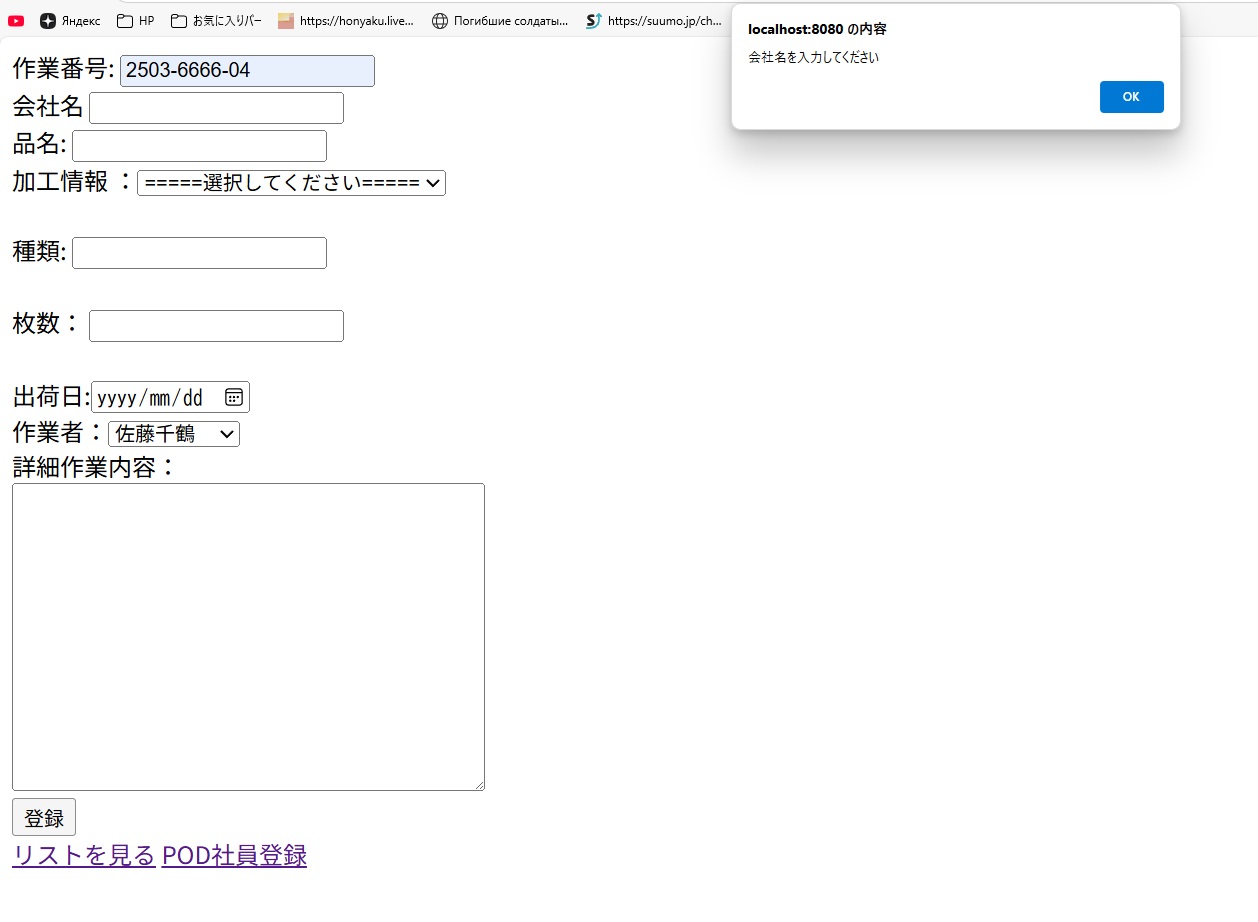 Яндекс HP お気に入りバー https://honyaku.live... Погибшие солдаты... https://suumo.jp/ch...
localhost:8080 の内容
会社名を入力してください
OK
作業番号: 2503-6666-04
会社名
品名:
加工情報 ： =====選択してください=====
種類:
枚数：
出荷日: yyyy/mm/dd
作業者： 佐藤千鶴
詳細作業内容：
登録
リストを見る POD社員登録